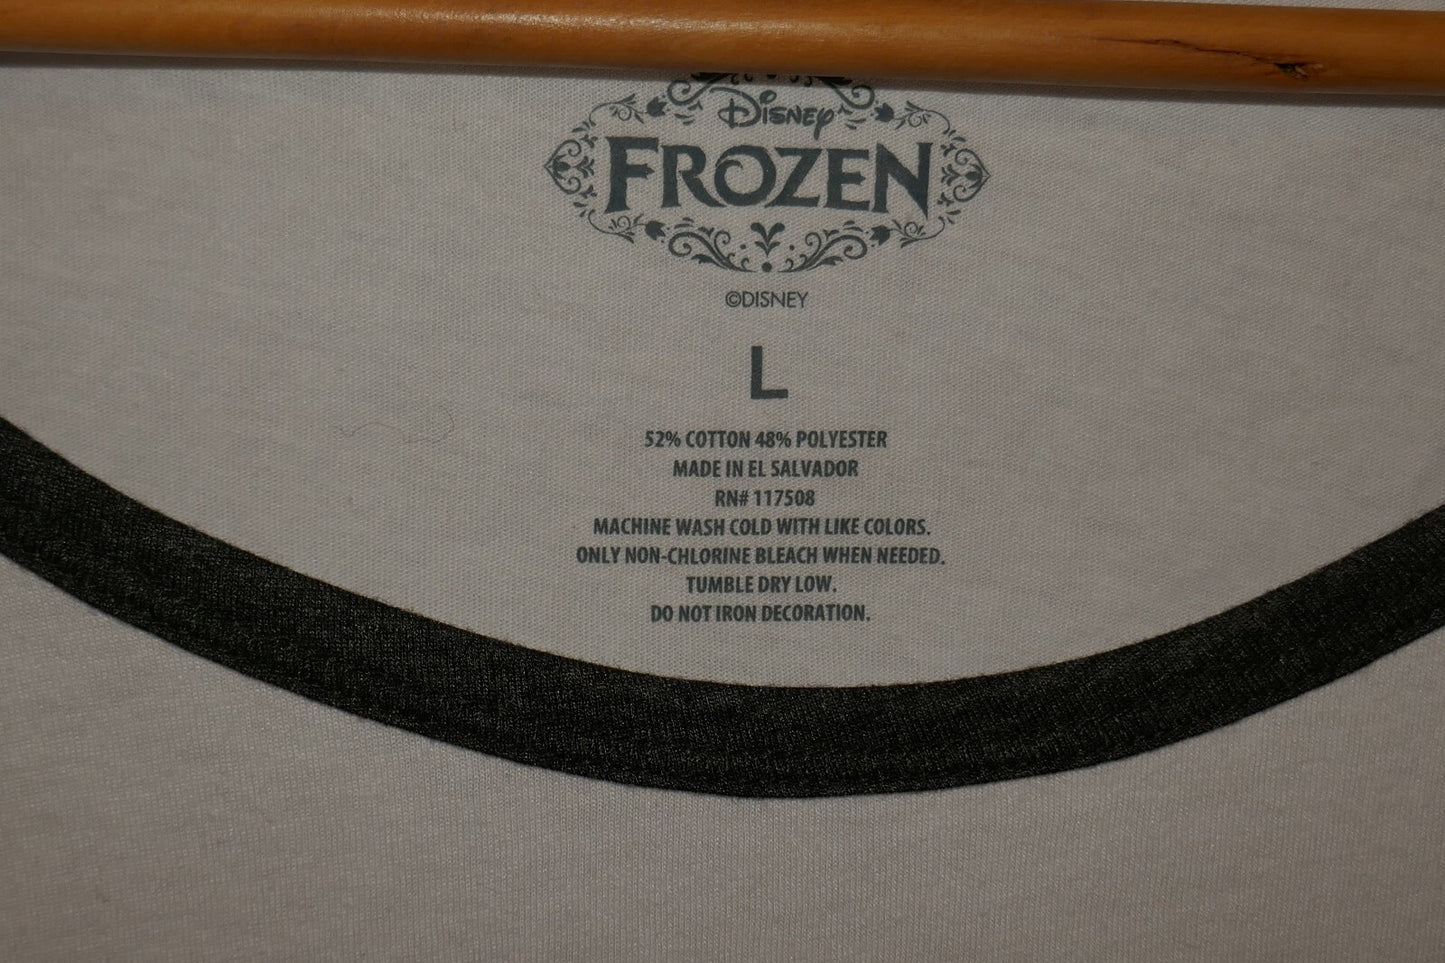 Disney
FROZEN
©DISNEY
L
52% COTTON 48% POLYESTER
MADE IN EL SALVADOR
RN# 117508
MACHINE WASH COLD WITH LIKE COLORS.
ONLY NON-CHLORINE BLEACH WHEN NEEDED.
TUMBLE DRY LOW.
DO NOT IRON DECORATION.